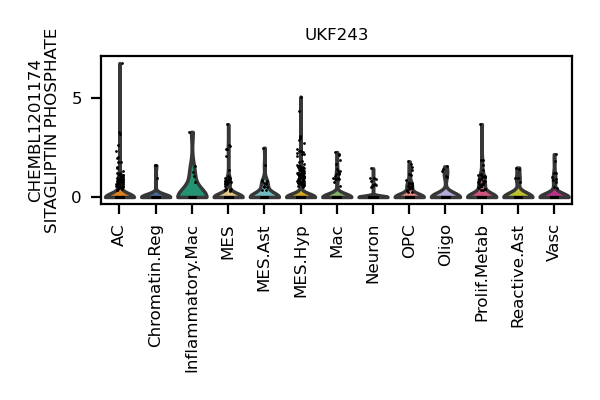 UKF243
CHEMBL1201174
SITAGLIPTIN PHOSPHATE
5
0
AC
Chromatin.Reg
Inflammatory.Mac
MES
MES.Ast
MES.Hyp
Mac
Neuron
OPC
Oligo
Prolif.Metab
Reactive.Ast
Vasc